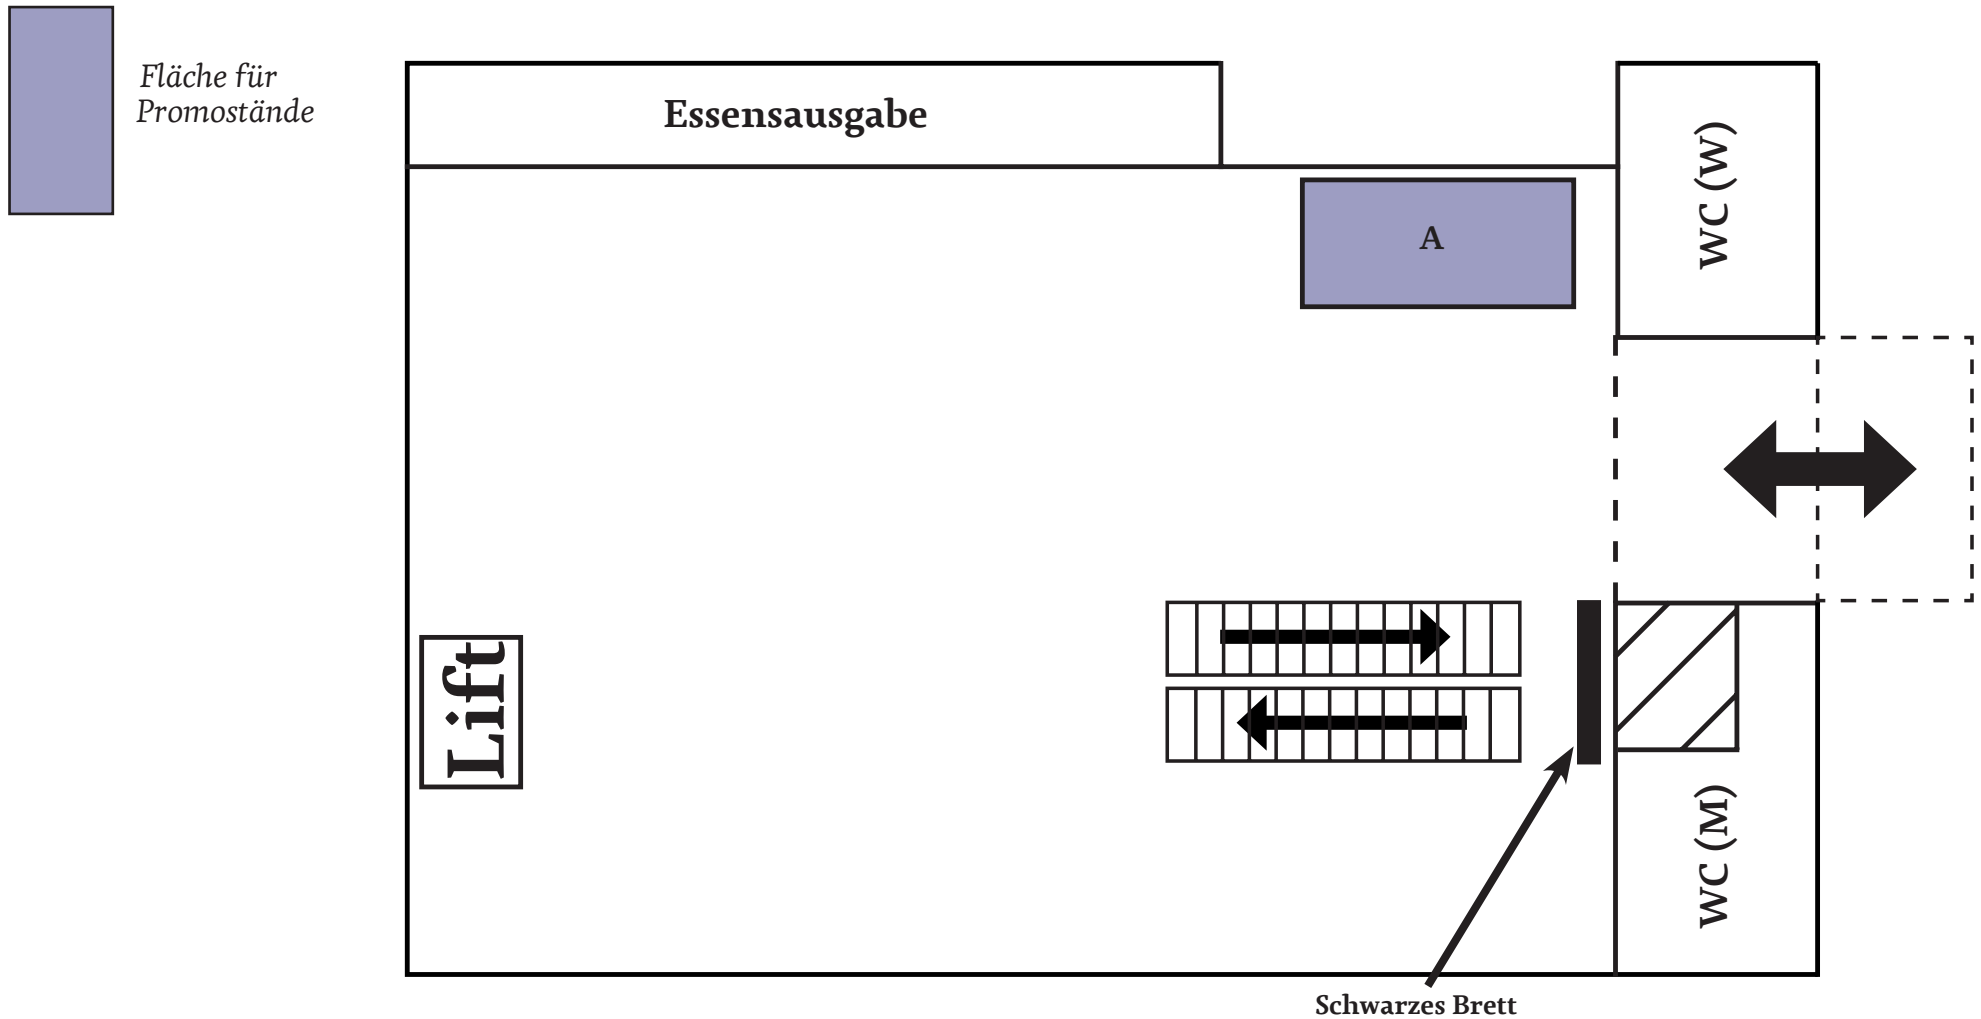 Fläche für
Promostände
Essensausgabe
WC (W)
A
Lift
WC (M)
Schwarzes Brett